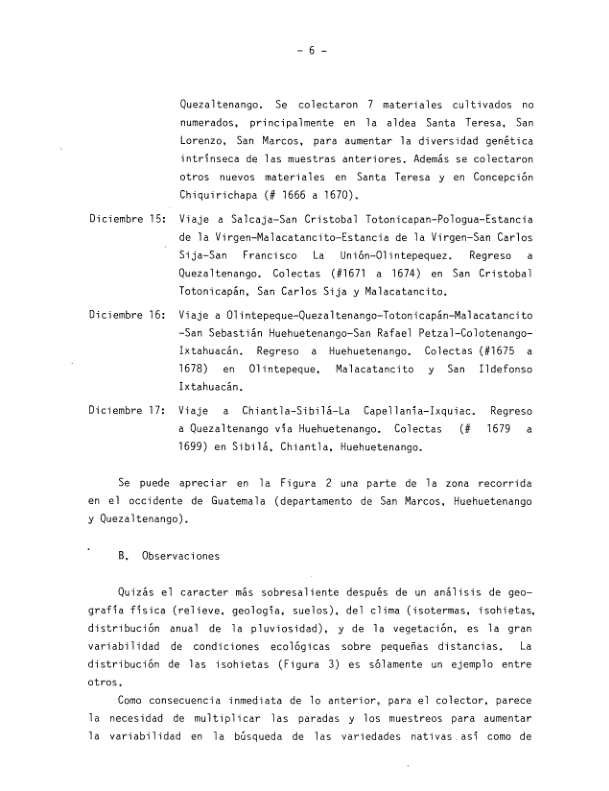 - 6 -
Quezaltenango. Se colectaron 7 materiales cultivados no
numerados, principalmente en la aldea Santa Teresa, San
Lorenzo, San Marcos, para aumentar la diversidad genética
intrínseca de las muestras anteriores. Además se colectaron
otros nuevos materiales en Santa Teresa y en Concepción
Chiquirichapa (# 1666 a 1670).
Diciembre 15: Viaje a Salcaja-San Cristobal Totonicapan-Pologua-Estancia
de la Virgen-Malacatancito-Estancia de la Virgen-San Carlos
Sija-San Francisco La Unión-Olintepequez. Regreso a
Quezaltenango. Colectas (#1671 a 1674) en San Cristobal
Totonicapán, San Carlos Sija y Malacatancito.
Diciembre 16: Viaje a Olintepeque-Quezaltenango-Totonicapán-Malacatancito
-San Sebastián Huehuetenango-San Rafael Petzal-Colotenango-
Ixtahuacán. Regreso a Huehuetenango. Colectas (#1675 a
1678) en Olintepeque, Malacatancito y San Ildefonso
Ixtahuacán.
Diciembre 17: Viaje a Chiantla-Sibilá-La Capellanía-Ixquiac. Regreso
a Quezaltenango vía Huehuetenango. Colectas (# 1679 a
1699) en Sibilá, Chiantla, Huehuetenango.
Se puede apreciar en la Figura 2 una parte de la zona recorrida
en el occidente de Guatemala (departamento de San Marcos, Huehuetenango
y Quezaltenango).
B. Observaciones
Quizás el caracter más sobresaliente después de un análisis de geo-
grafía física (relieve, geología, suelos), del clima (isotermas, isohietas,
distribución anual de la pluviosidad), y de la vegetación, es la gran
variabilidad de condiciones ecológicas sobre pequeñas distancias. La
distribución de las isohietas (Figura 3) es sólamente un ejemplo entre
otros.
Como consecuencia inmediata de lo anterior, para el colector, parece
la necesidad de multiplicar las paradas y los muestreos para aumentar
la variabilidad en la búsqueda de las variedades nativas así como de